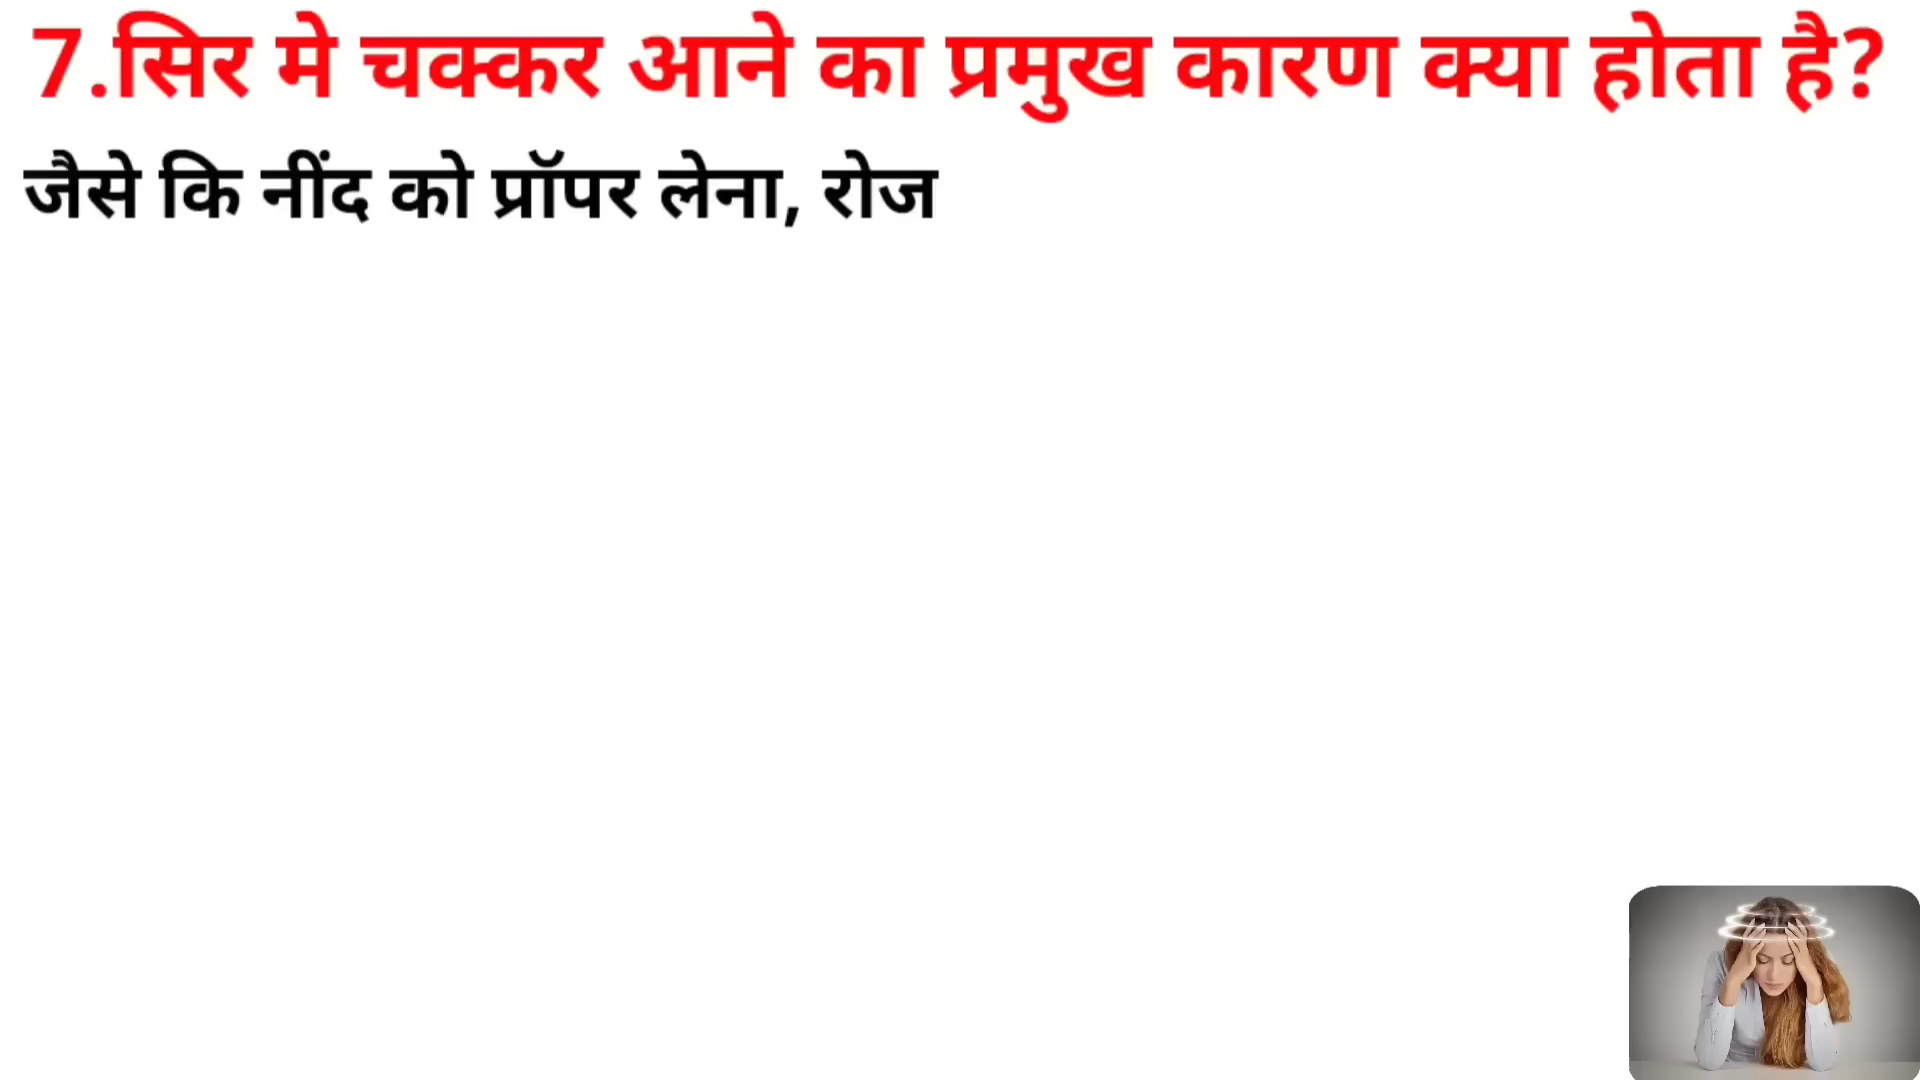 7.सिर मे चक्कर आने का प्रमुख कारण क्या होता है?
जैसे कि नींद को प्रॉपर लेना, रोज